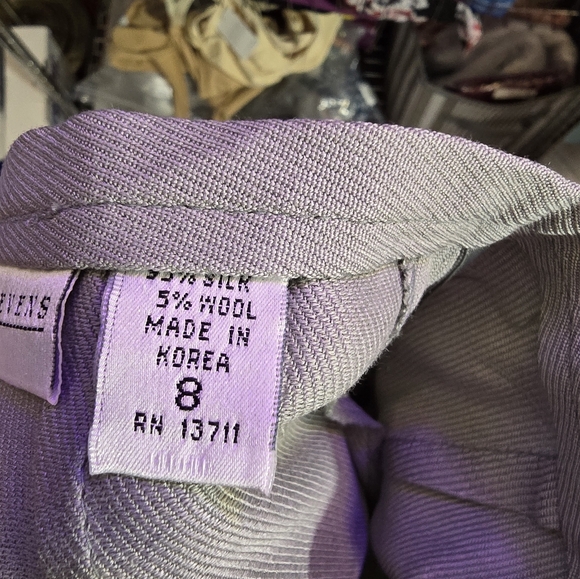 EVENS
95% SILK
5% WOOL
MADE IN
KOREA
8
RN 13711